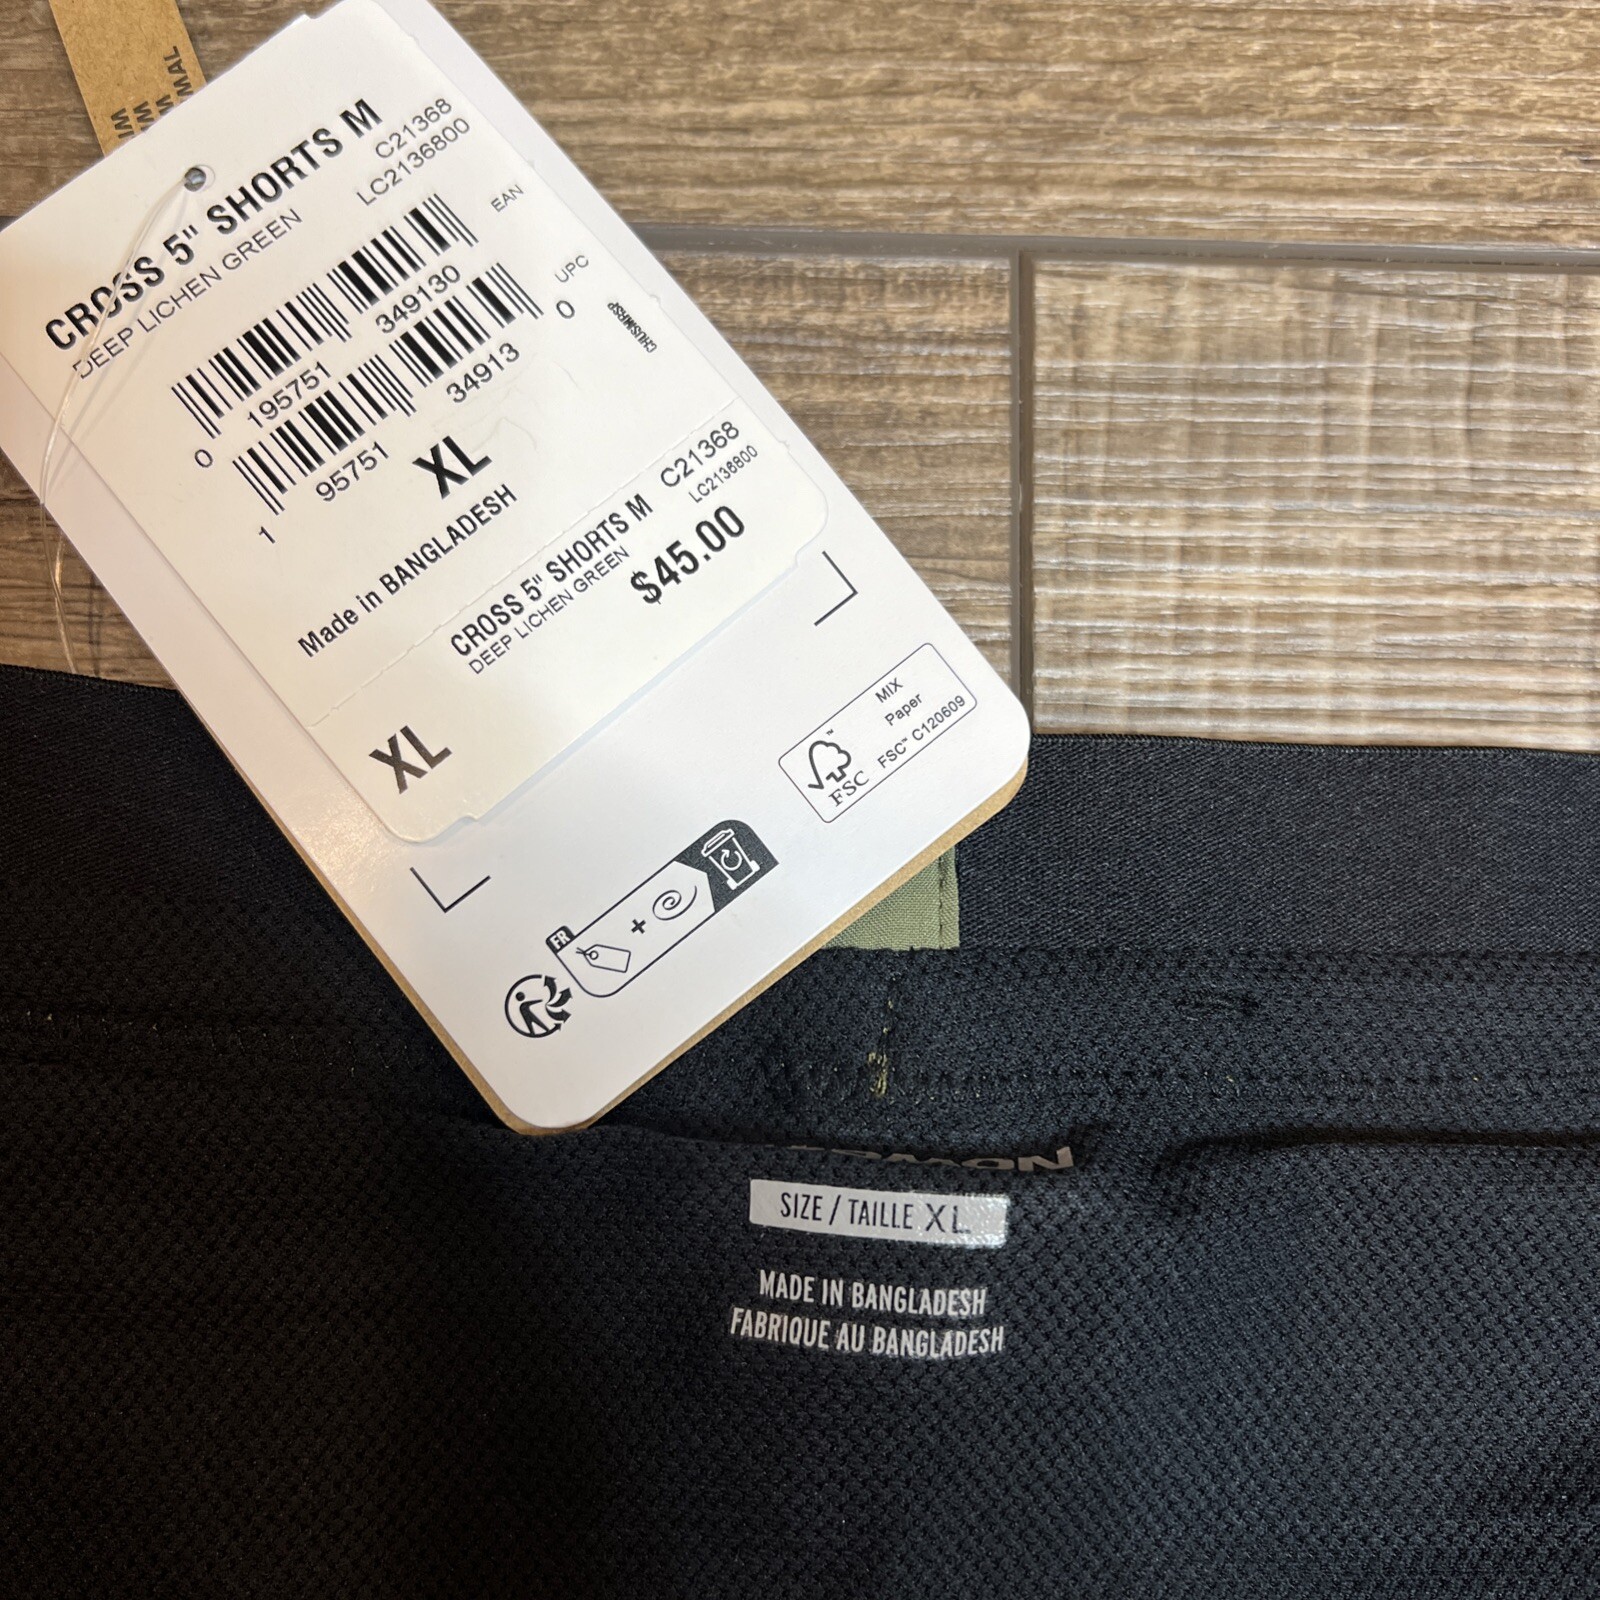 CROSS 5" SHORTS M
DEEP LICHEN GREEN
C21368
LC2136800
EAN
0 195751 349130
UPC
1 95751 34913 0
XL
Made in BANGLADESH
CROSS 5" SHORTS M
DEEP LICHEN GREEN
C21368
LC2136800
$45.00
XL
MIX
Paper
FSC™ C120609
FSC
FR
SIZE / TAILLE XL
MADE IN BANGLADESH
FABRIQUE AU BANGLADESH